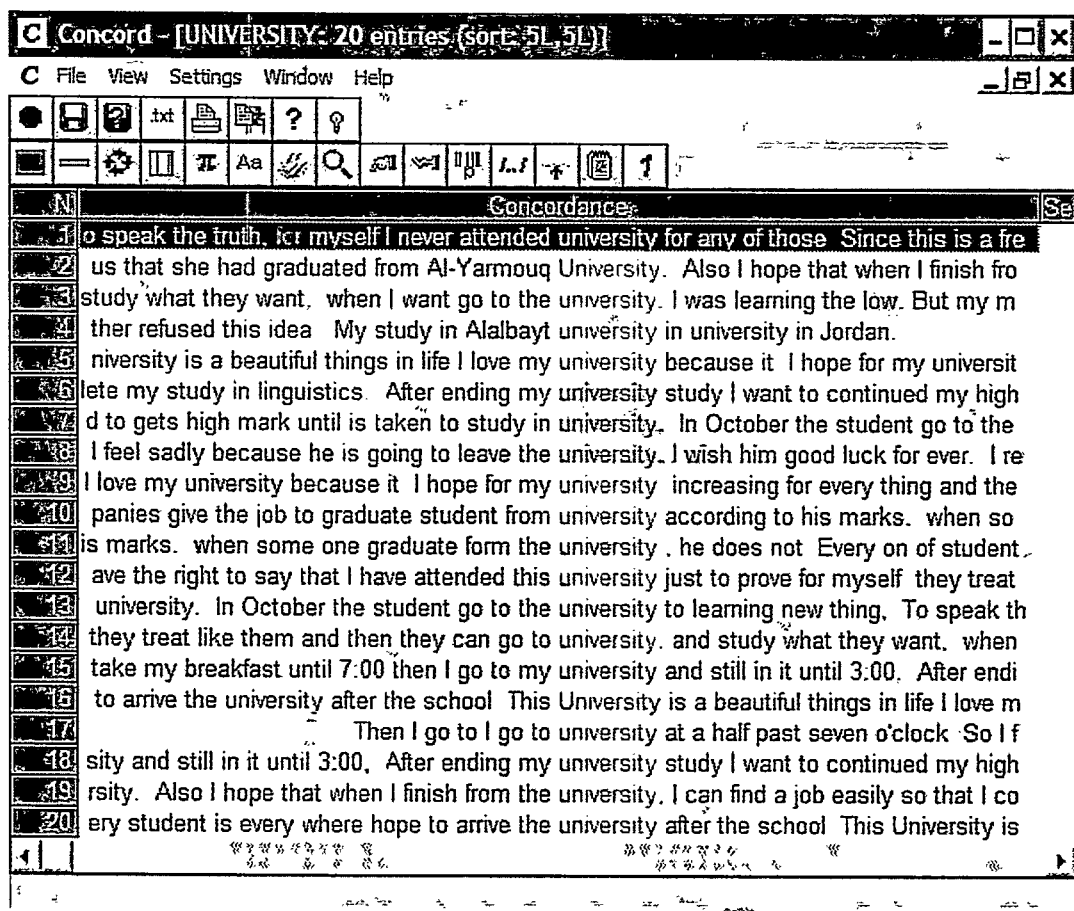 C Concord - [UNIVERSITY: 20 entries (sort: 5L,5L)]
C File View Settings Window Help
.txt ?
π Aa
N Concordance Se
1 o speak the truth, for myself I never attended university for any of those Since this is a fre
2 us that she had graduated from Al-Yarmouq University. Also I hope that when I finish fro
3 study what they want, when I want go to the university. I was learning the low. But my m
4 ther refused this idea My study in Alalbayt university in university in Jordan.
5 niversity is a beautiful things in life I love my university because it I hope for my universit
6 lete my study in linguistics. After ending my university study I want to continued my high
7 d to gets high mark until is taken to study in university. In October the student go to the
8 I feel sadly because he is going to leave the university. I wish him good luck for ever. I re
9 I love my university because it I hope for my university increasing for every thing and the
10 panies give the job to graduate student from university according to his marks. when so
11 is marks. when some one graduate form the university , he does not Every on of student
12 ave the right to say that I have attended this university just to prove for myself they treat
13 university. In October the student go to the university to learning new thing, To speak th
14 they treat like them and then they can go to university. and study what they want, when
15 take my breakfast until 7:00 then I go to my university and still in it until 3:00, After endi
16 to arrive the university after the school This University is a beautiful things in life I love m
17 Then I go to I go to university at a half past seven o'clock So I f
18 sity and still in it until 3:00, After ending my university study I want to continued my high
19 rsity. Also I hope that when I finish from the university, I can find a job easily so that I co
20 ery student is every where hope to arrive the university after the school This University is